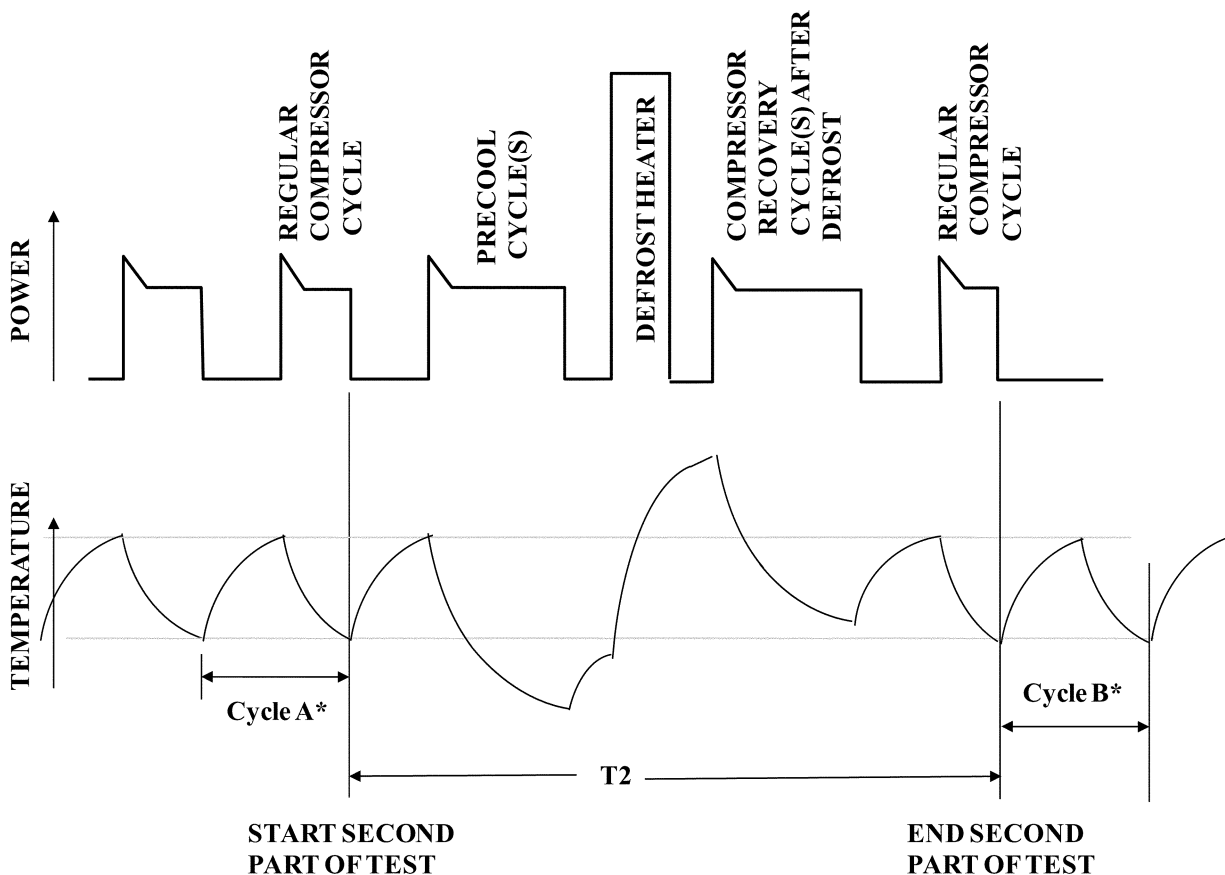 REGULAR
COMPRESSOR
CYCLE
PRECOOL
CYCLE(S)
DEFROST HEATER
COMPRESSOR
RECOVERY
CYCLE(S) AFTER
DEFROST
REGULAR
COMPRESSOR
CYCLE
POWER
TEMPERATURE
Cycle A*
Cycle B*
T2
START SECOND
PART OF TEST
END SECOND
PART OF TEST